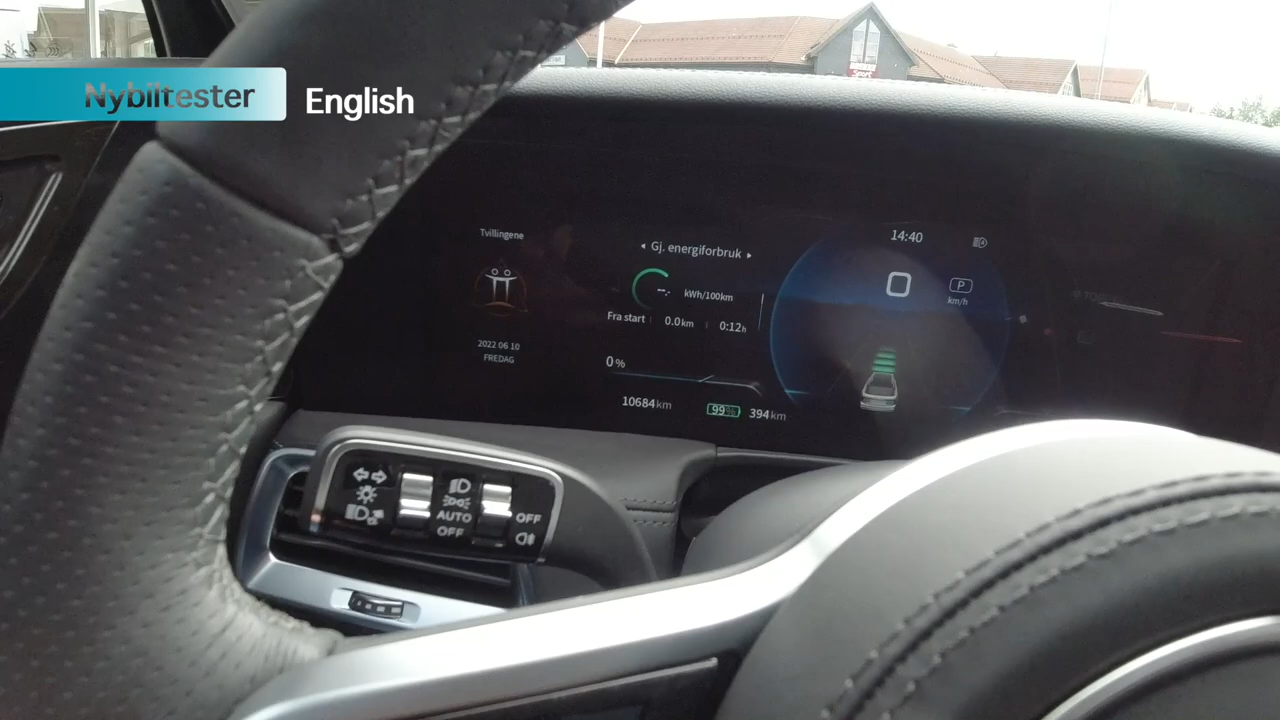 Nybiltester English
Tvillingene
2022 06 10
FREDAG
Gj. energiforbruk
--.- kWh/100km
Fra start 0.0km 0:12h
0%
10684km 99% 394km
14:40
0 P
km/h
AUTO
OFF
OFF